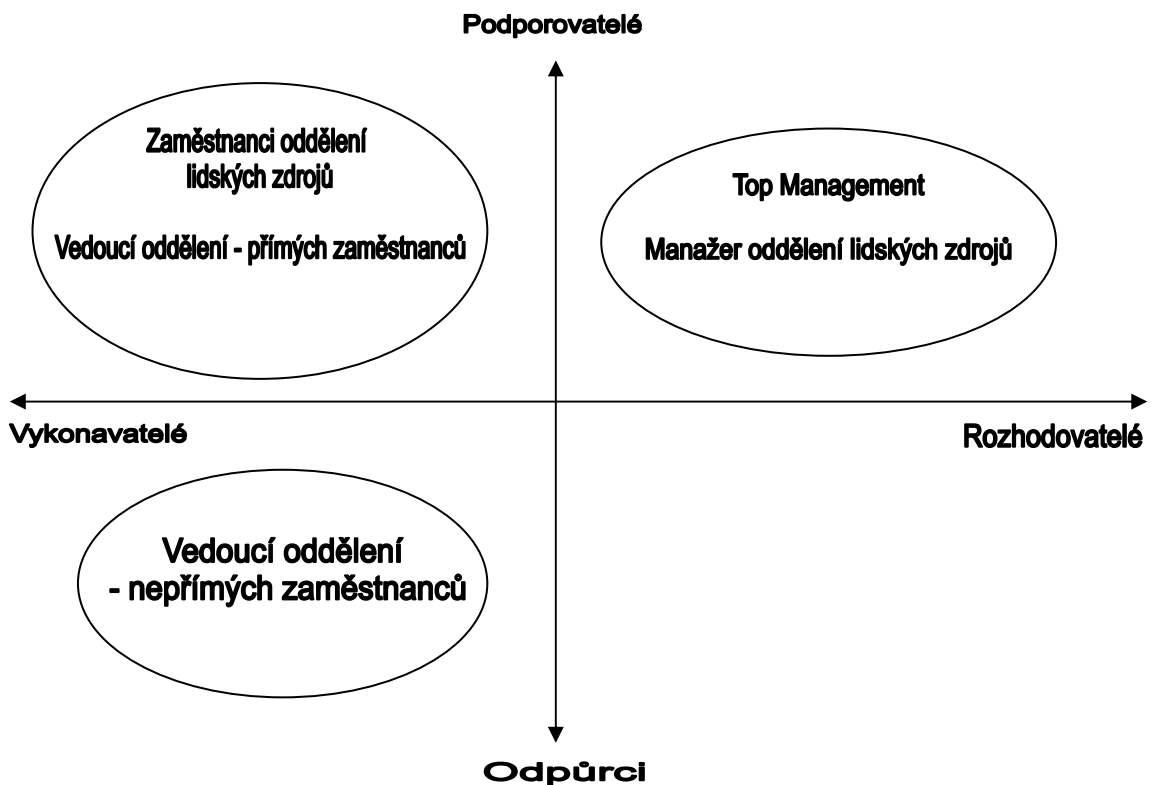 Podporovatelé
Zaměstnanci oddělení
lidských zdrojů
Vedoucí oddělení - přímých zaměstnanců
Top Management
Manažer oddělení lidských zdrojů
Vykonavatelé
Rozhodovatelé
Vedoucí oddělení
- nepřímých zaměstnanců
Odpůrci